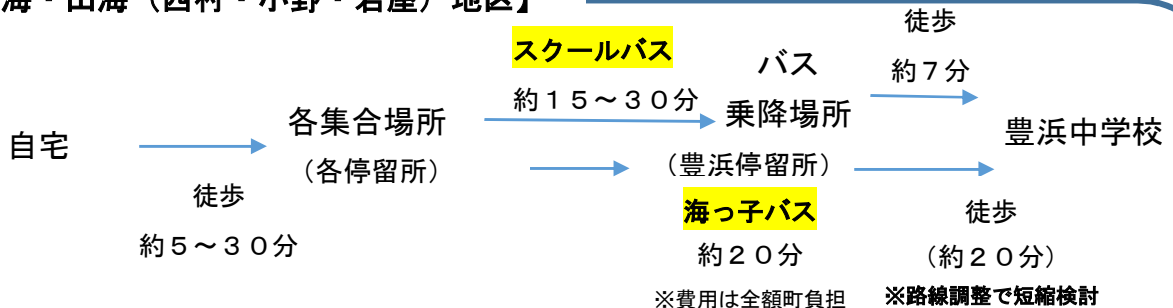 海・山海（西村・小野・岩屋）地区】
徒歩
スクールバス
バス
約７分
約１５～３０分
各集合場所
乗降場所
自宅
豊浜中学校
（各停留所）
（豊浜停留所）
徒歩
海っ子バス
徒歩
約５～３０分
約２０分
（約２０分）
※費用は全額町負担
※路線調整で短縮検討